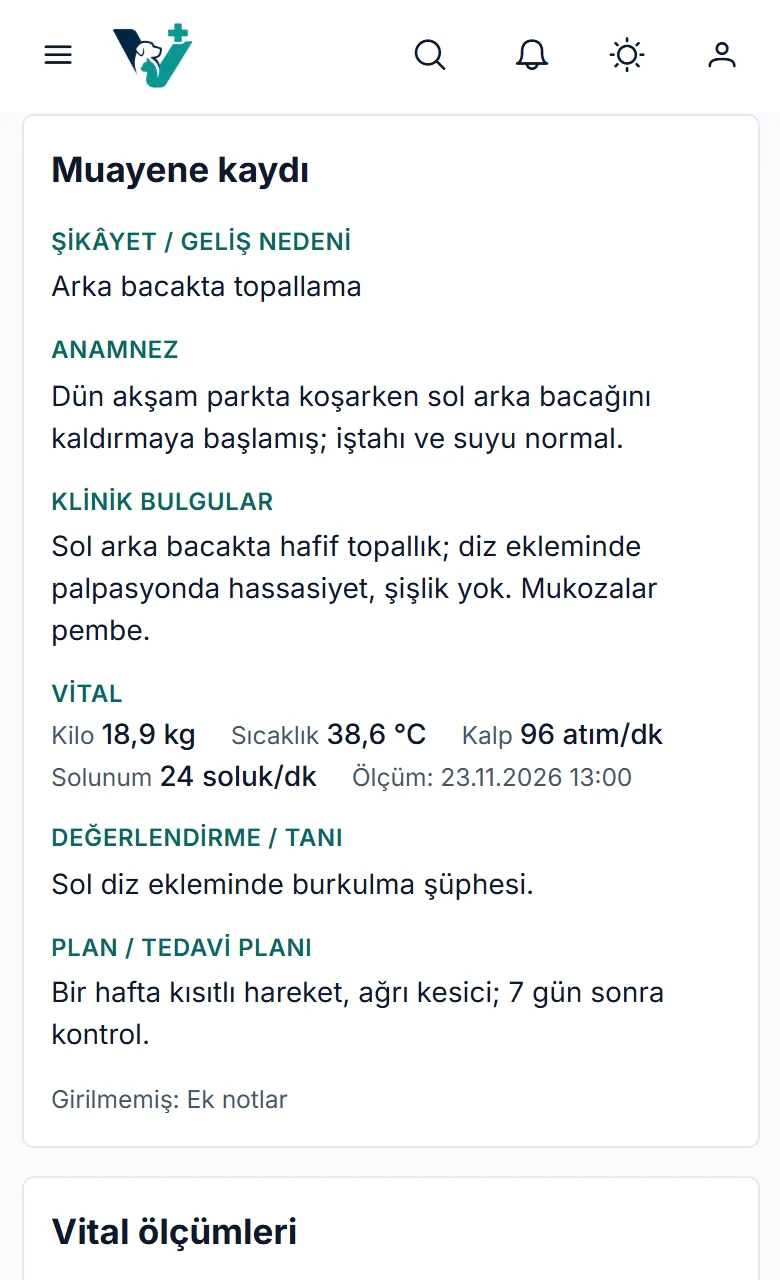 Muayene kaydı
ŞİKÂYET / GELİŞ NEDENİ
Arka bacakta topallama
ANAMNEZ
Dün akşam parkta koşarken sol arka bacağını
kaldırmaya başlamış; iştahı ve suyu normal.
KLİNİK BULGULAR
Sol arka bacakta hafif topallık; diz ekleminde
palpasyonda hassasiyet, şişlik yok. Mukozalar
pembe.
VİTAL
Kilo 18,9 kg Sıcaklık 38,6 °C Kalp 96 atım/dk
Solunum 24 soluk/dk Ölçüm: 23.11.2026 13:00
DEĞERLENDİRME / TANI
Sol diz ekleminde burkulma şüphesi.
PLAN / TEDAVİ PLANI
Bir hafta kısıtlı hareket, ağrı kesici; 7 gün sonra
kontrol.
Girilmemiş: Ek notlar
Vital ölçümleri